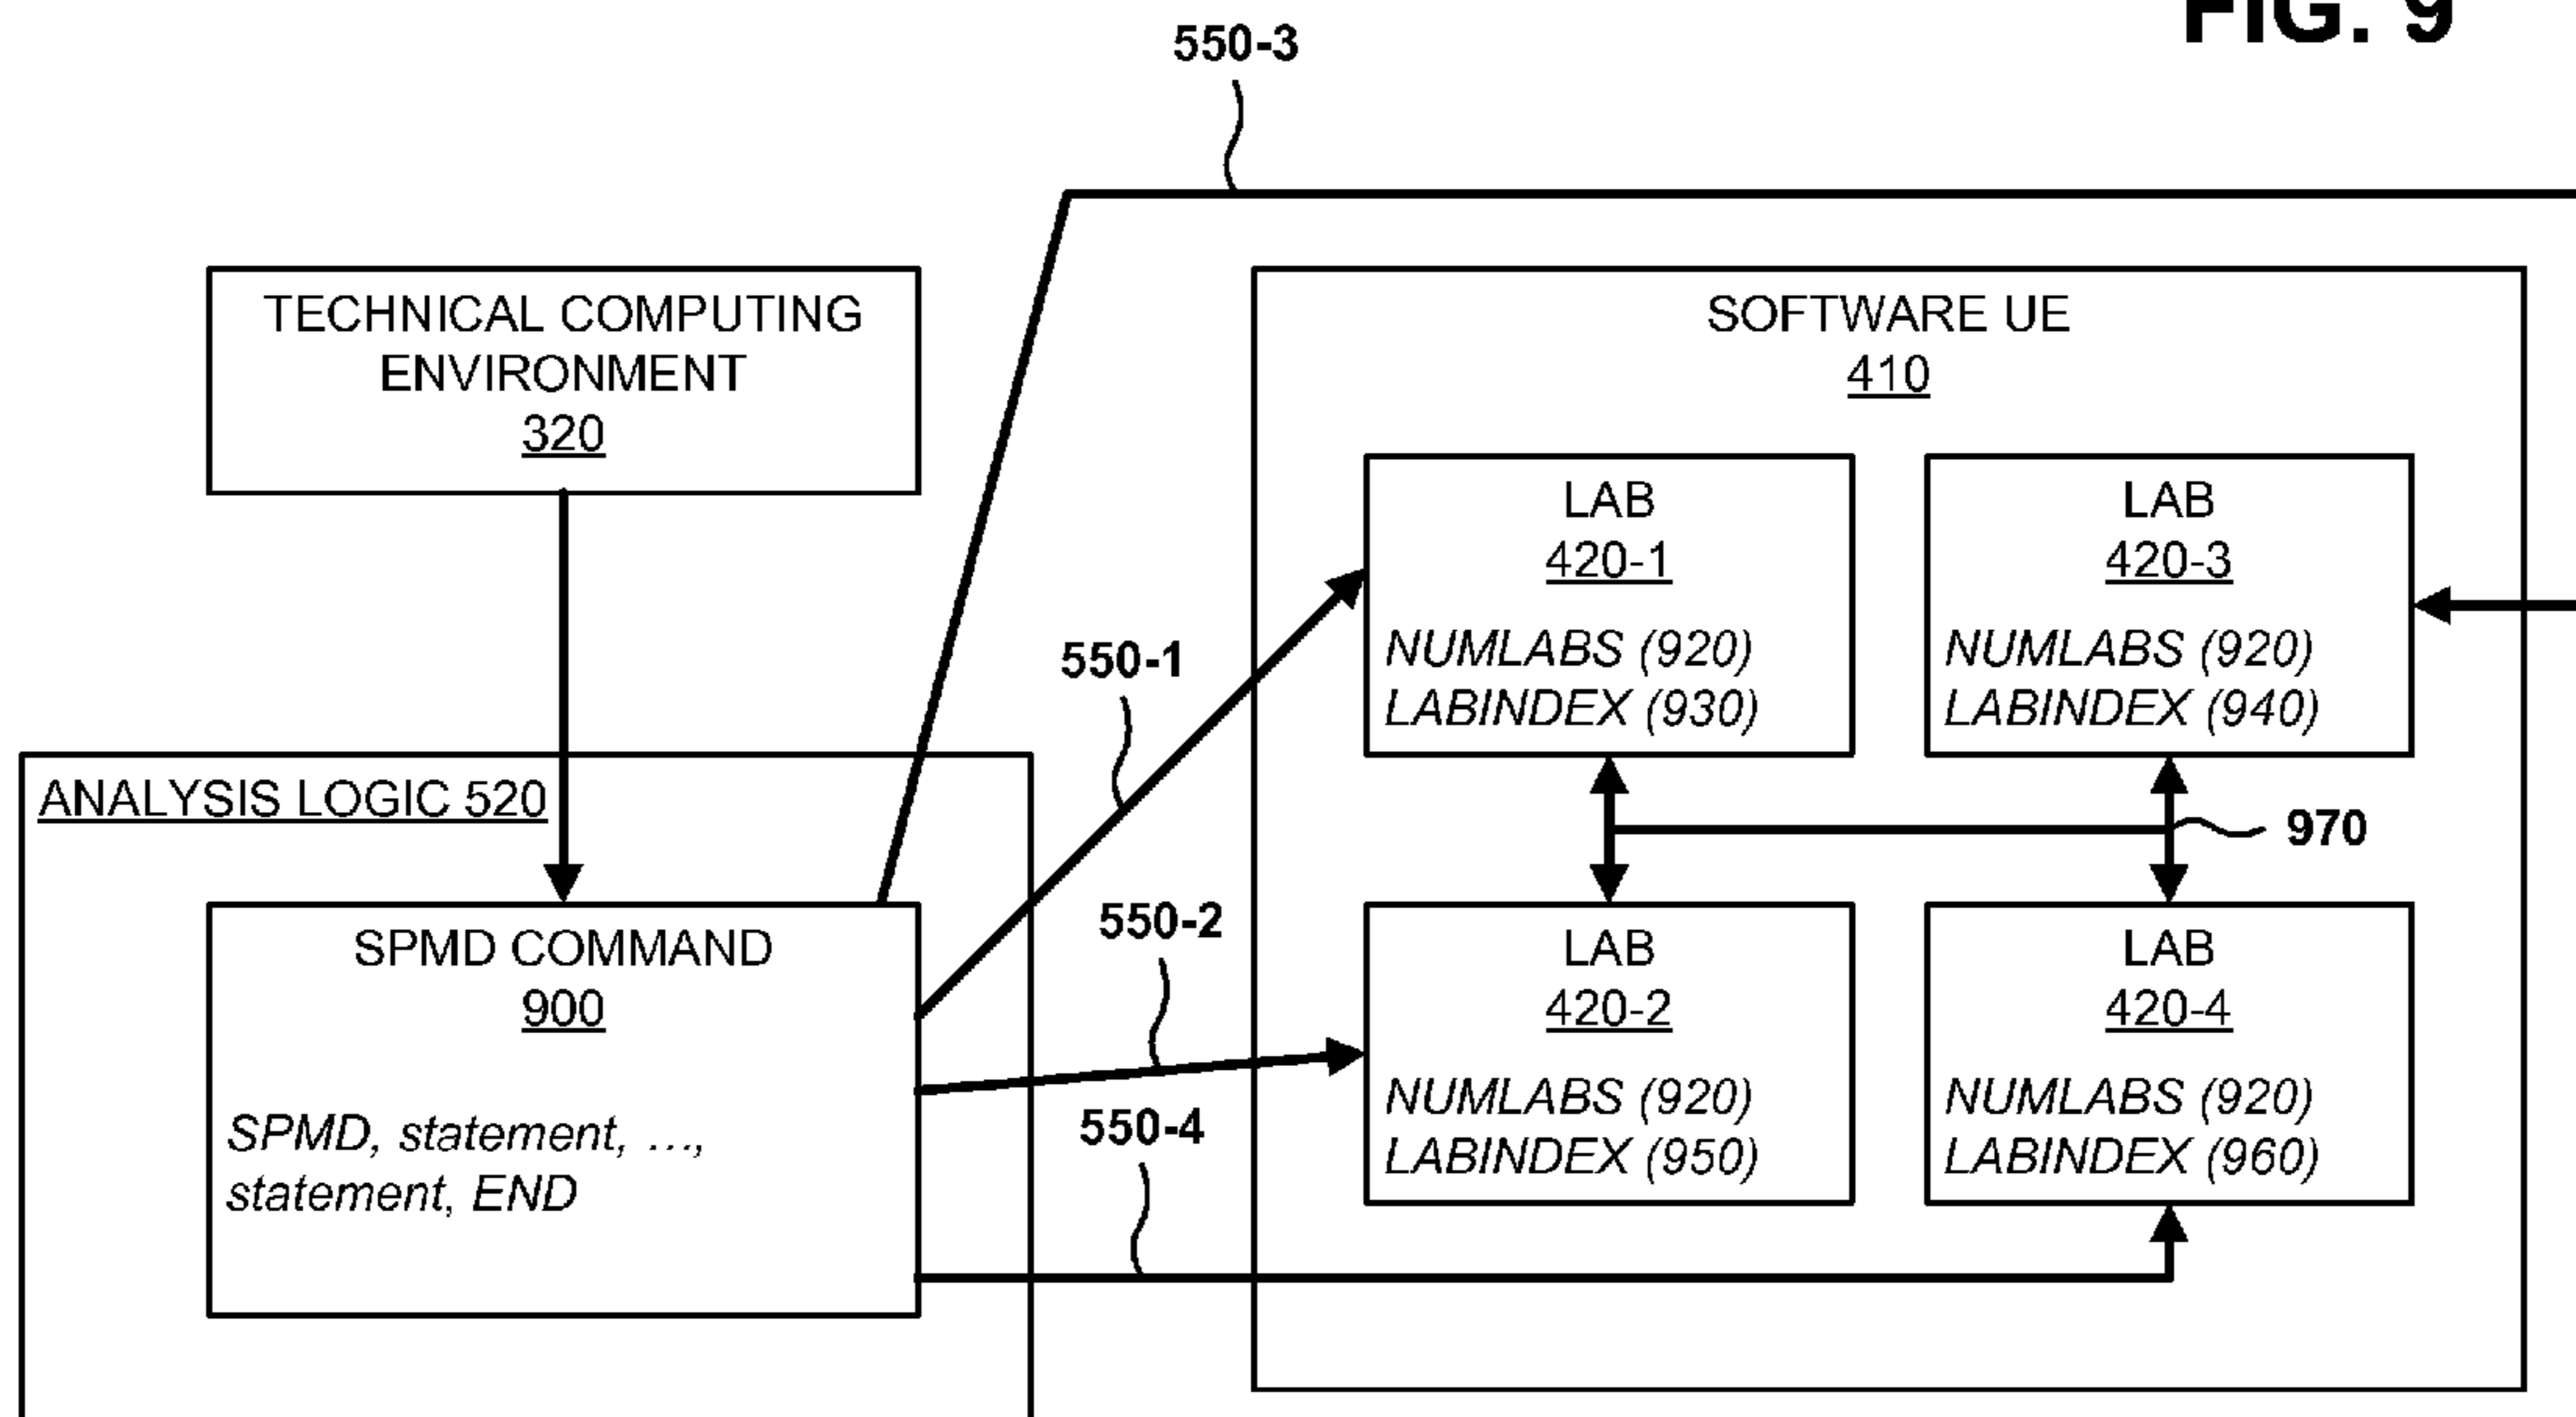 FIG. 9
550-3
TECHNICAL COMPUTING
ENVIRONMENT
320
SOFTWARE UE
410
LAB
420-1
NUMLABS (920)
LABINDEX (930)
LAB
420-3
NUMLABS (920)
LABINDEX (940)
550-1
ANALYSIS LOGIC 520
970
SPMD COMMAND
900
SPMD, statement, ...,
statement, END
550-2
550-4
LAB
420-2
NUMLABS (920)
LABINDEX (950)
LAB
420-4
NUMLABS (920)
LABINDEX (960)